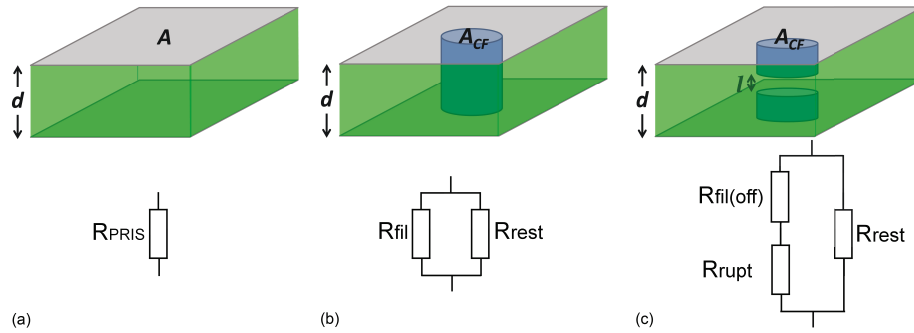 A
d
R_PRIS
(a)
A_CF
d
Rfil
Rrest
(b)
A_CF
d
l
Rfil(off)
Rrupt
Rrest
(c)